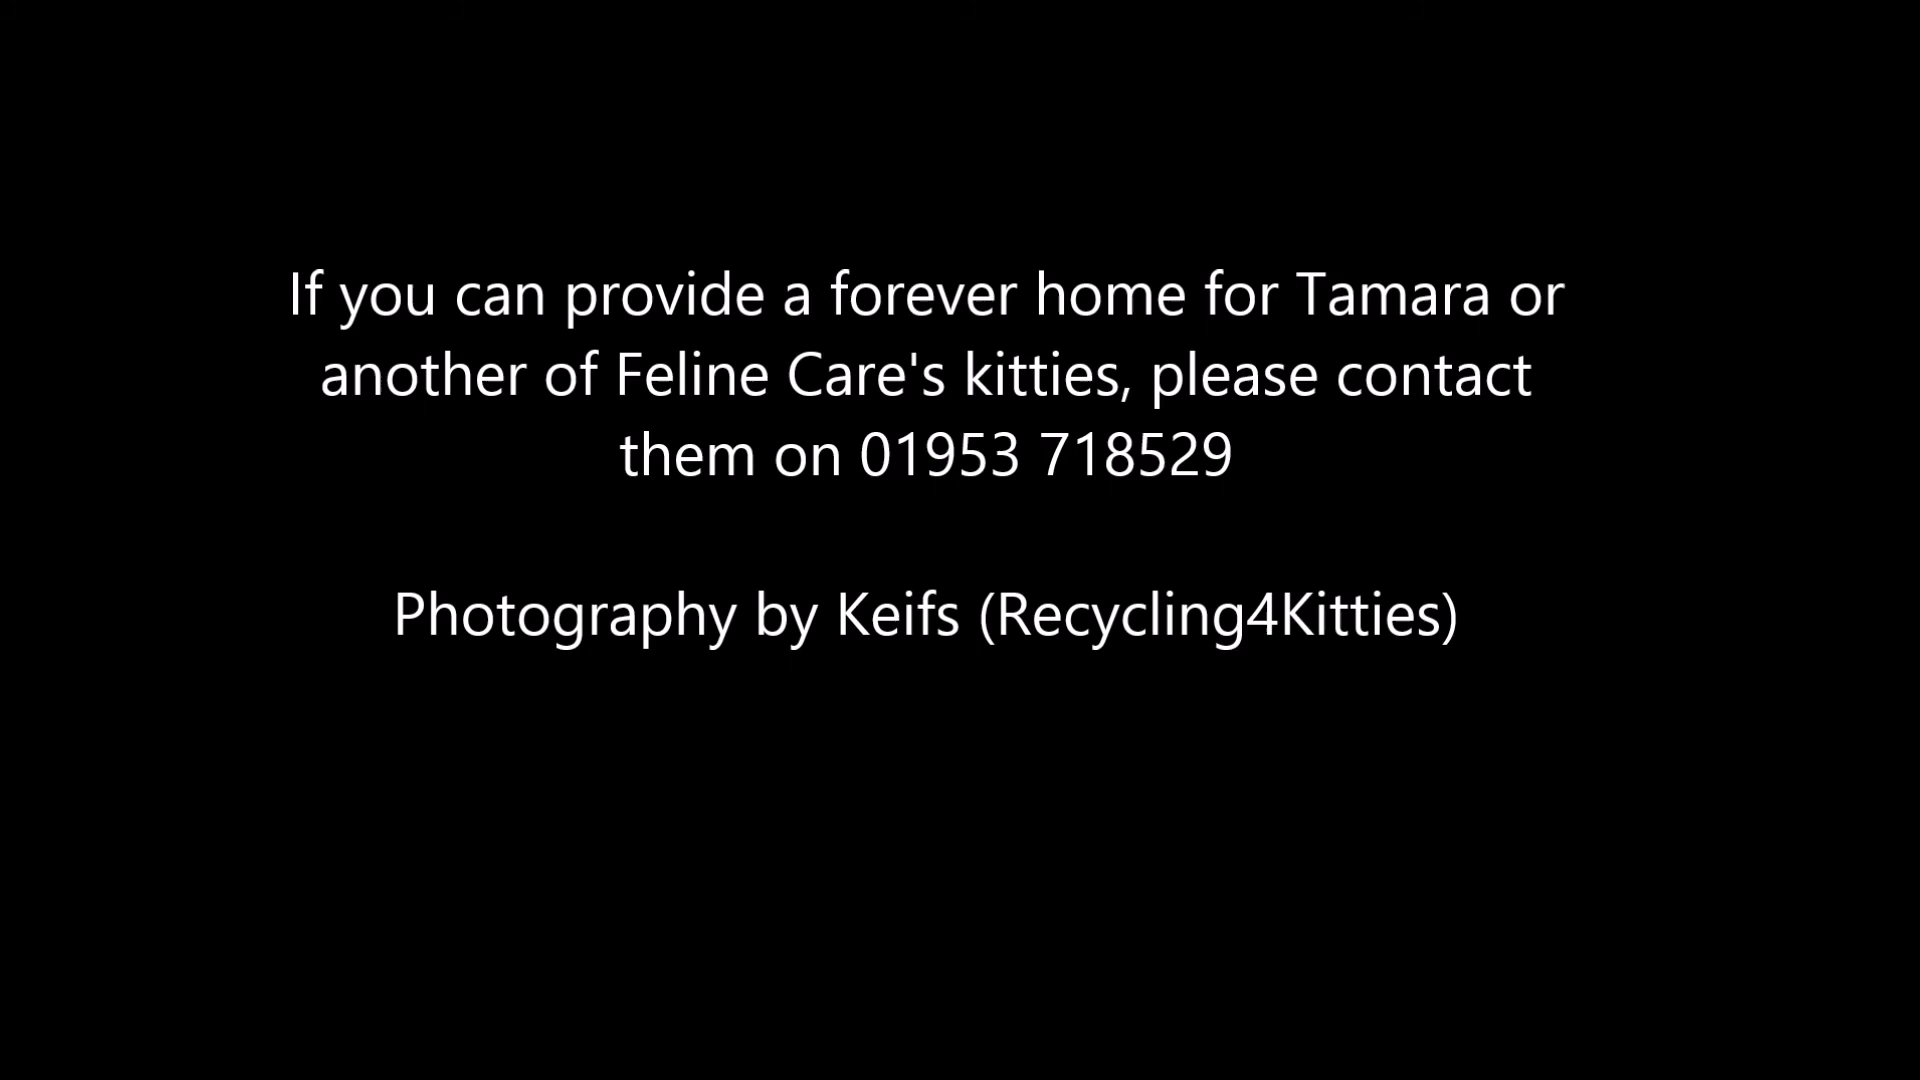 If you can provide a forever home for Tamara or
another of Feline Care's kitties, please contact
them on 01953 718529
Photography by Keifs (Recycling4Kitties)